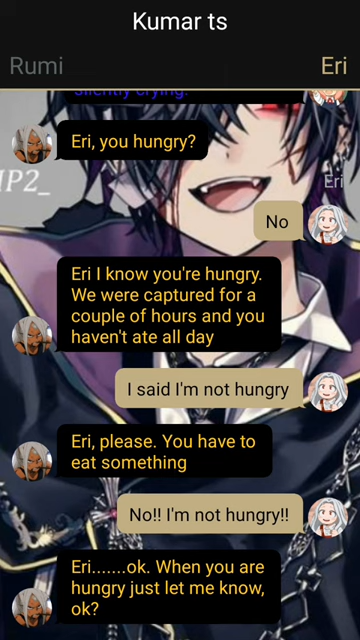 Kumar ts
Rumi
Eri
silently crying.
Eri, you hungry?
IP2_
Eri
No
Eri I know you're hungry.
We were captured for a
couple of hours and you
haven't ate all day
I said I'm not hungry
Eri, please. You have to
eat something
No!! I'm not hungry!!
Eri.......ok. When you are
hungry just let me know,
ok?